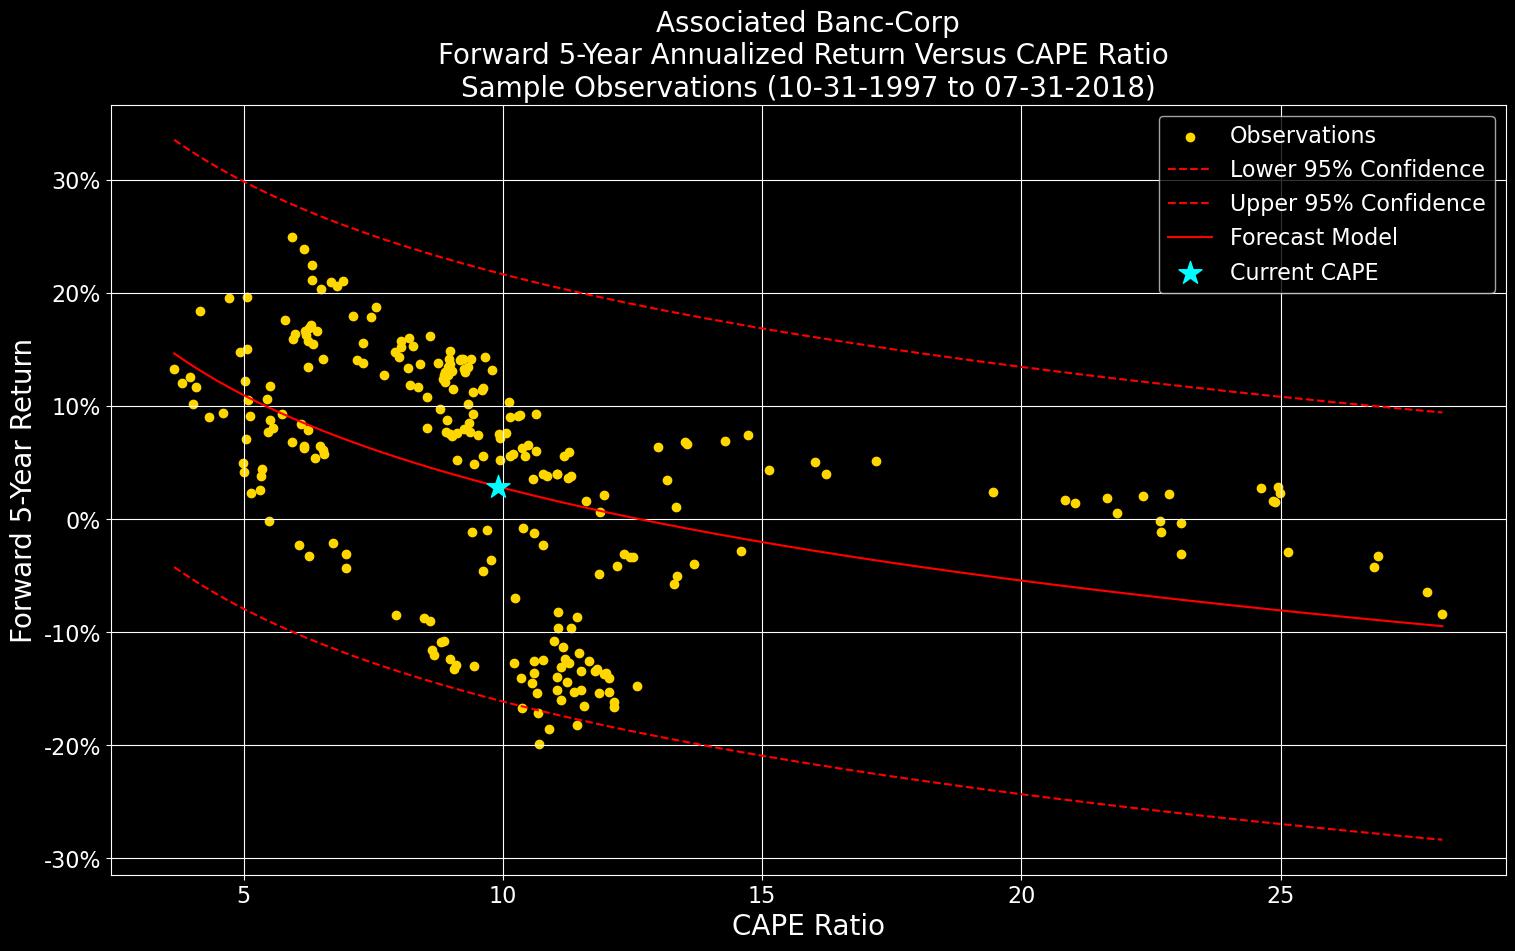 Associated Banc-Corp
Forward 5-Year Annualized Return Versus CAPE Ratio
Sample Observations (10-31-1997 to 07-31-2018)
Observations
Lower 95% Confidence
Upper 95% Confidence
Forecast Model
Current CAPE
Forward 5-Year Return
30%
20%
10%
0%
-10%
-20%
-30%
5
10
15
20
25
CAPE Ratio